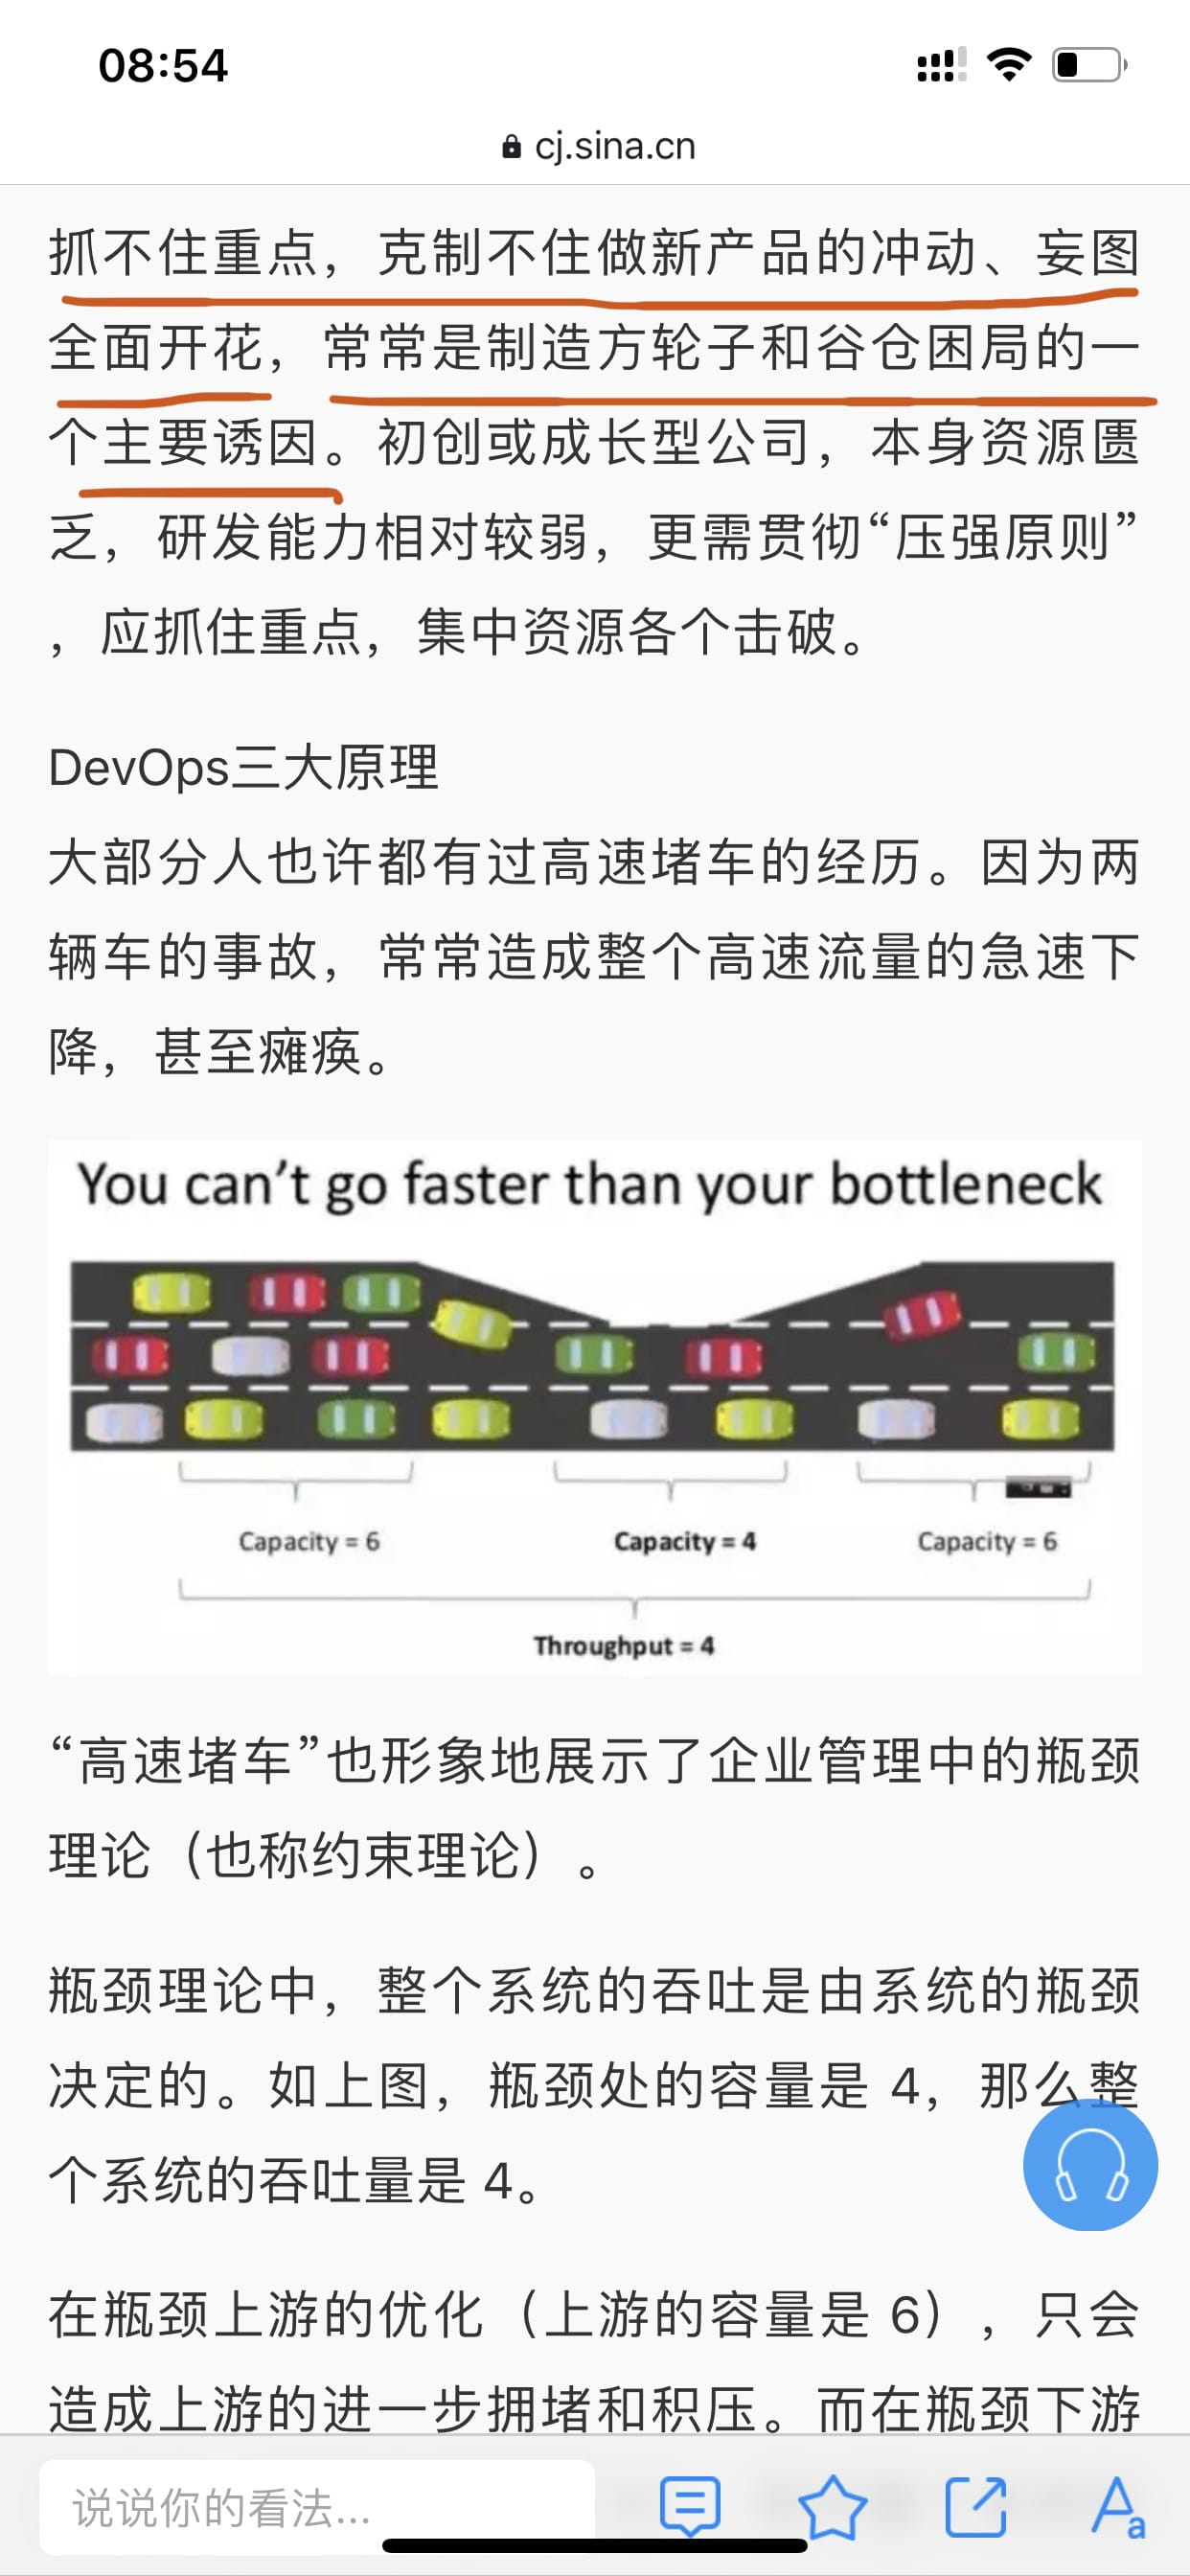 08:54
cj.sina.cn
抓不住重点，克制不住做新产品的冲动、妄图
全面开花，常常是制造方轮子和谷仓困局的一
个主要诱因。初创或成长型公司，本身资源匮
乏，研发能力相对较弱，更需贯彻“压强原则”
，应抓住重点，集中资源各个击破。
DevOps三大原理
大部分人也许都有过高速堵车的经历。因为两
辆车的事故，常常造成整个高速流量的急速下
降，甚至瘫痪。
You can’t go faster than your bottleneck
Capacity = 6
Capacity = 4
Capacity = 6
Throughput = 4
“高速堵车”也形象地展示了企业管理中的瓶颈
理论（也称约束理论）。
瓶颈理论中，整个系统的吞吐是由系统的瓶颈
决定的。如上图，瓶颈处的容量是 4，那么整
个系统的吞吐量是 4。
在瓶颈上游的优化（上游的容量是 6），只会
造成上游的进一步拥堵和积压。而在瓶颈下游
说说你的看法...
Aa